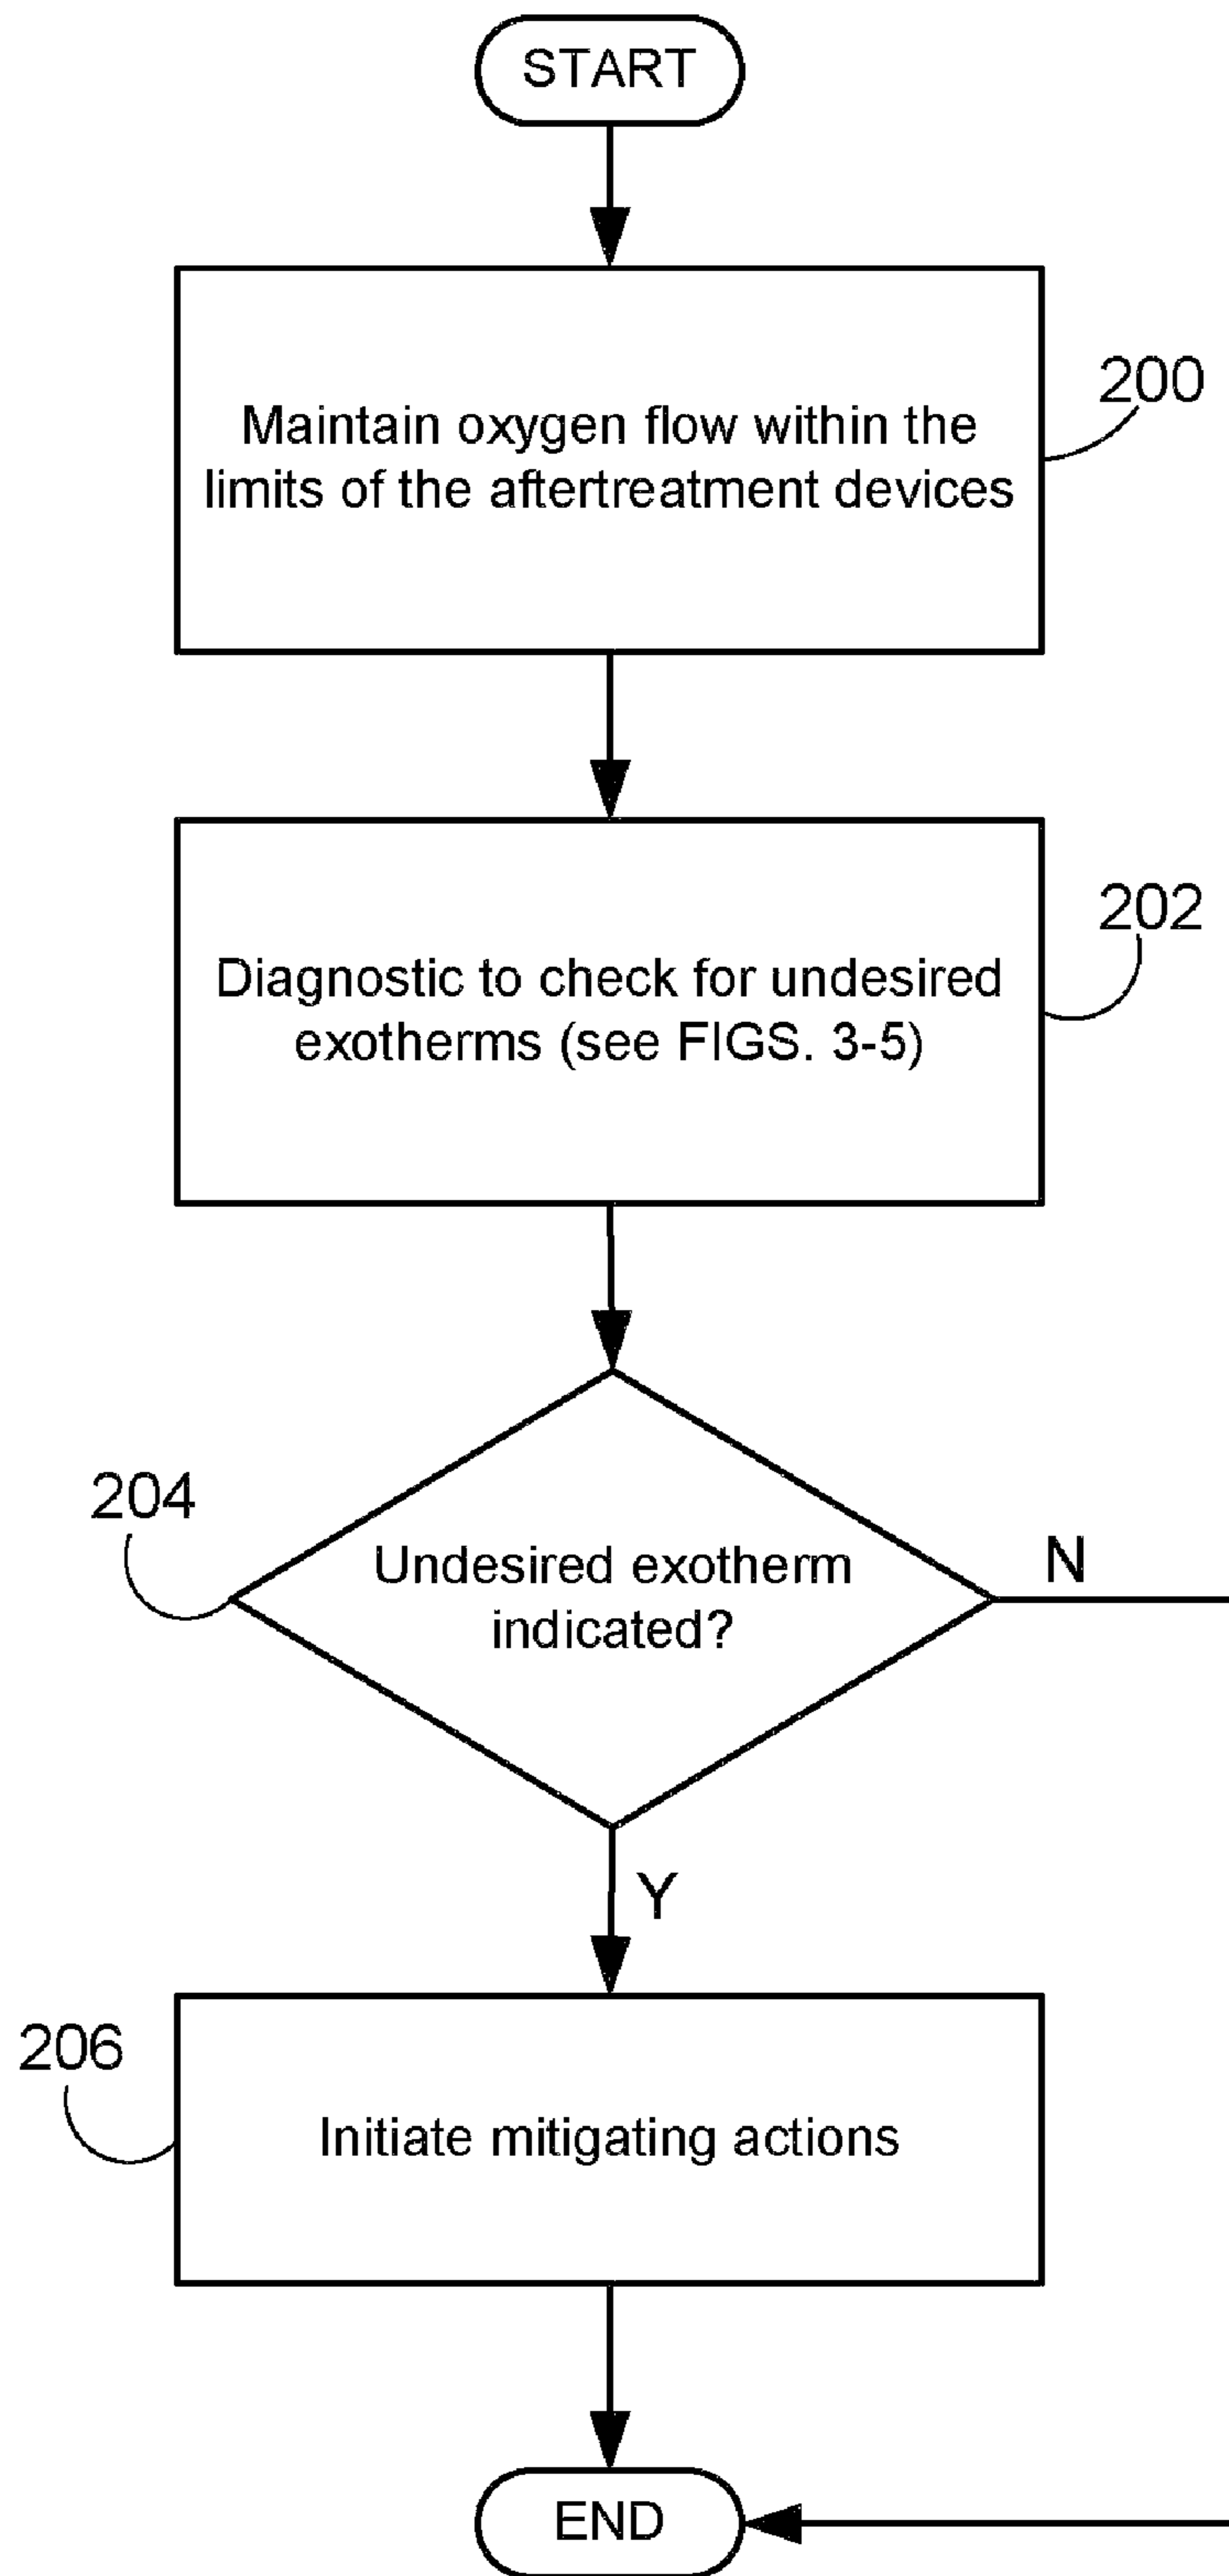 START
Maintain oxygen flow within the
limits of the aftertreatment devices
200
Diagnostic to check for undesired
exotherms (see FIGS. 3-5)
202
204
Undesired exotherm
indicated?
N
Y
206
Initiate mitigating actions
END